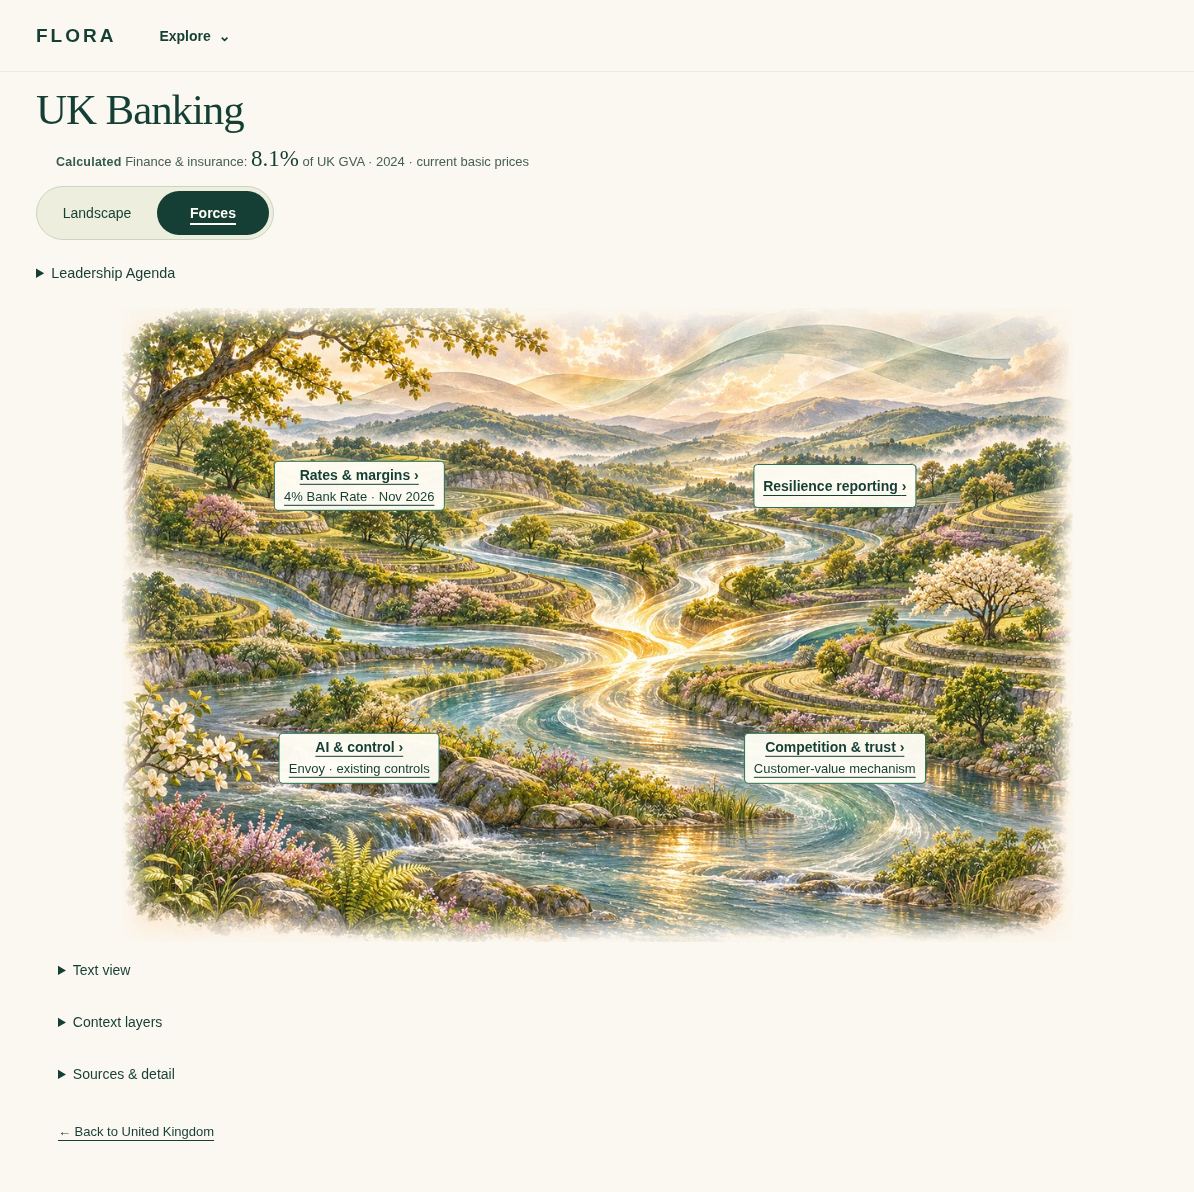 FLORA
Explore ⌄
UK Banking
Calculated Finance & insurance: 8.1% of UK GVA · 2024 · current basic prices
Landscape
Forces
▶ Leadership Agenda
Rates & margins ›
4% Bank Rate · Nov 2026
Resilience reporting ›
AI & control ›
Envoy · existing controls
Competition & trust ›
Customer-value mechanism
▶ Text view
▶ Context layers
▶ Sources & detail
← Back to United Kingdom